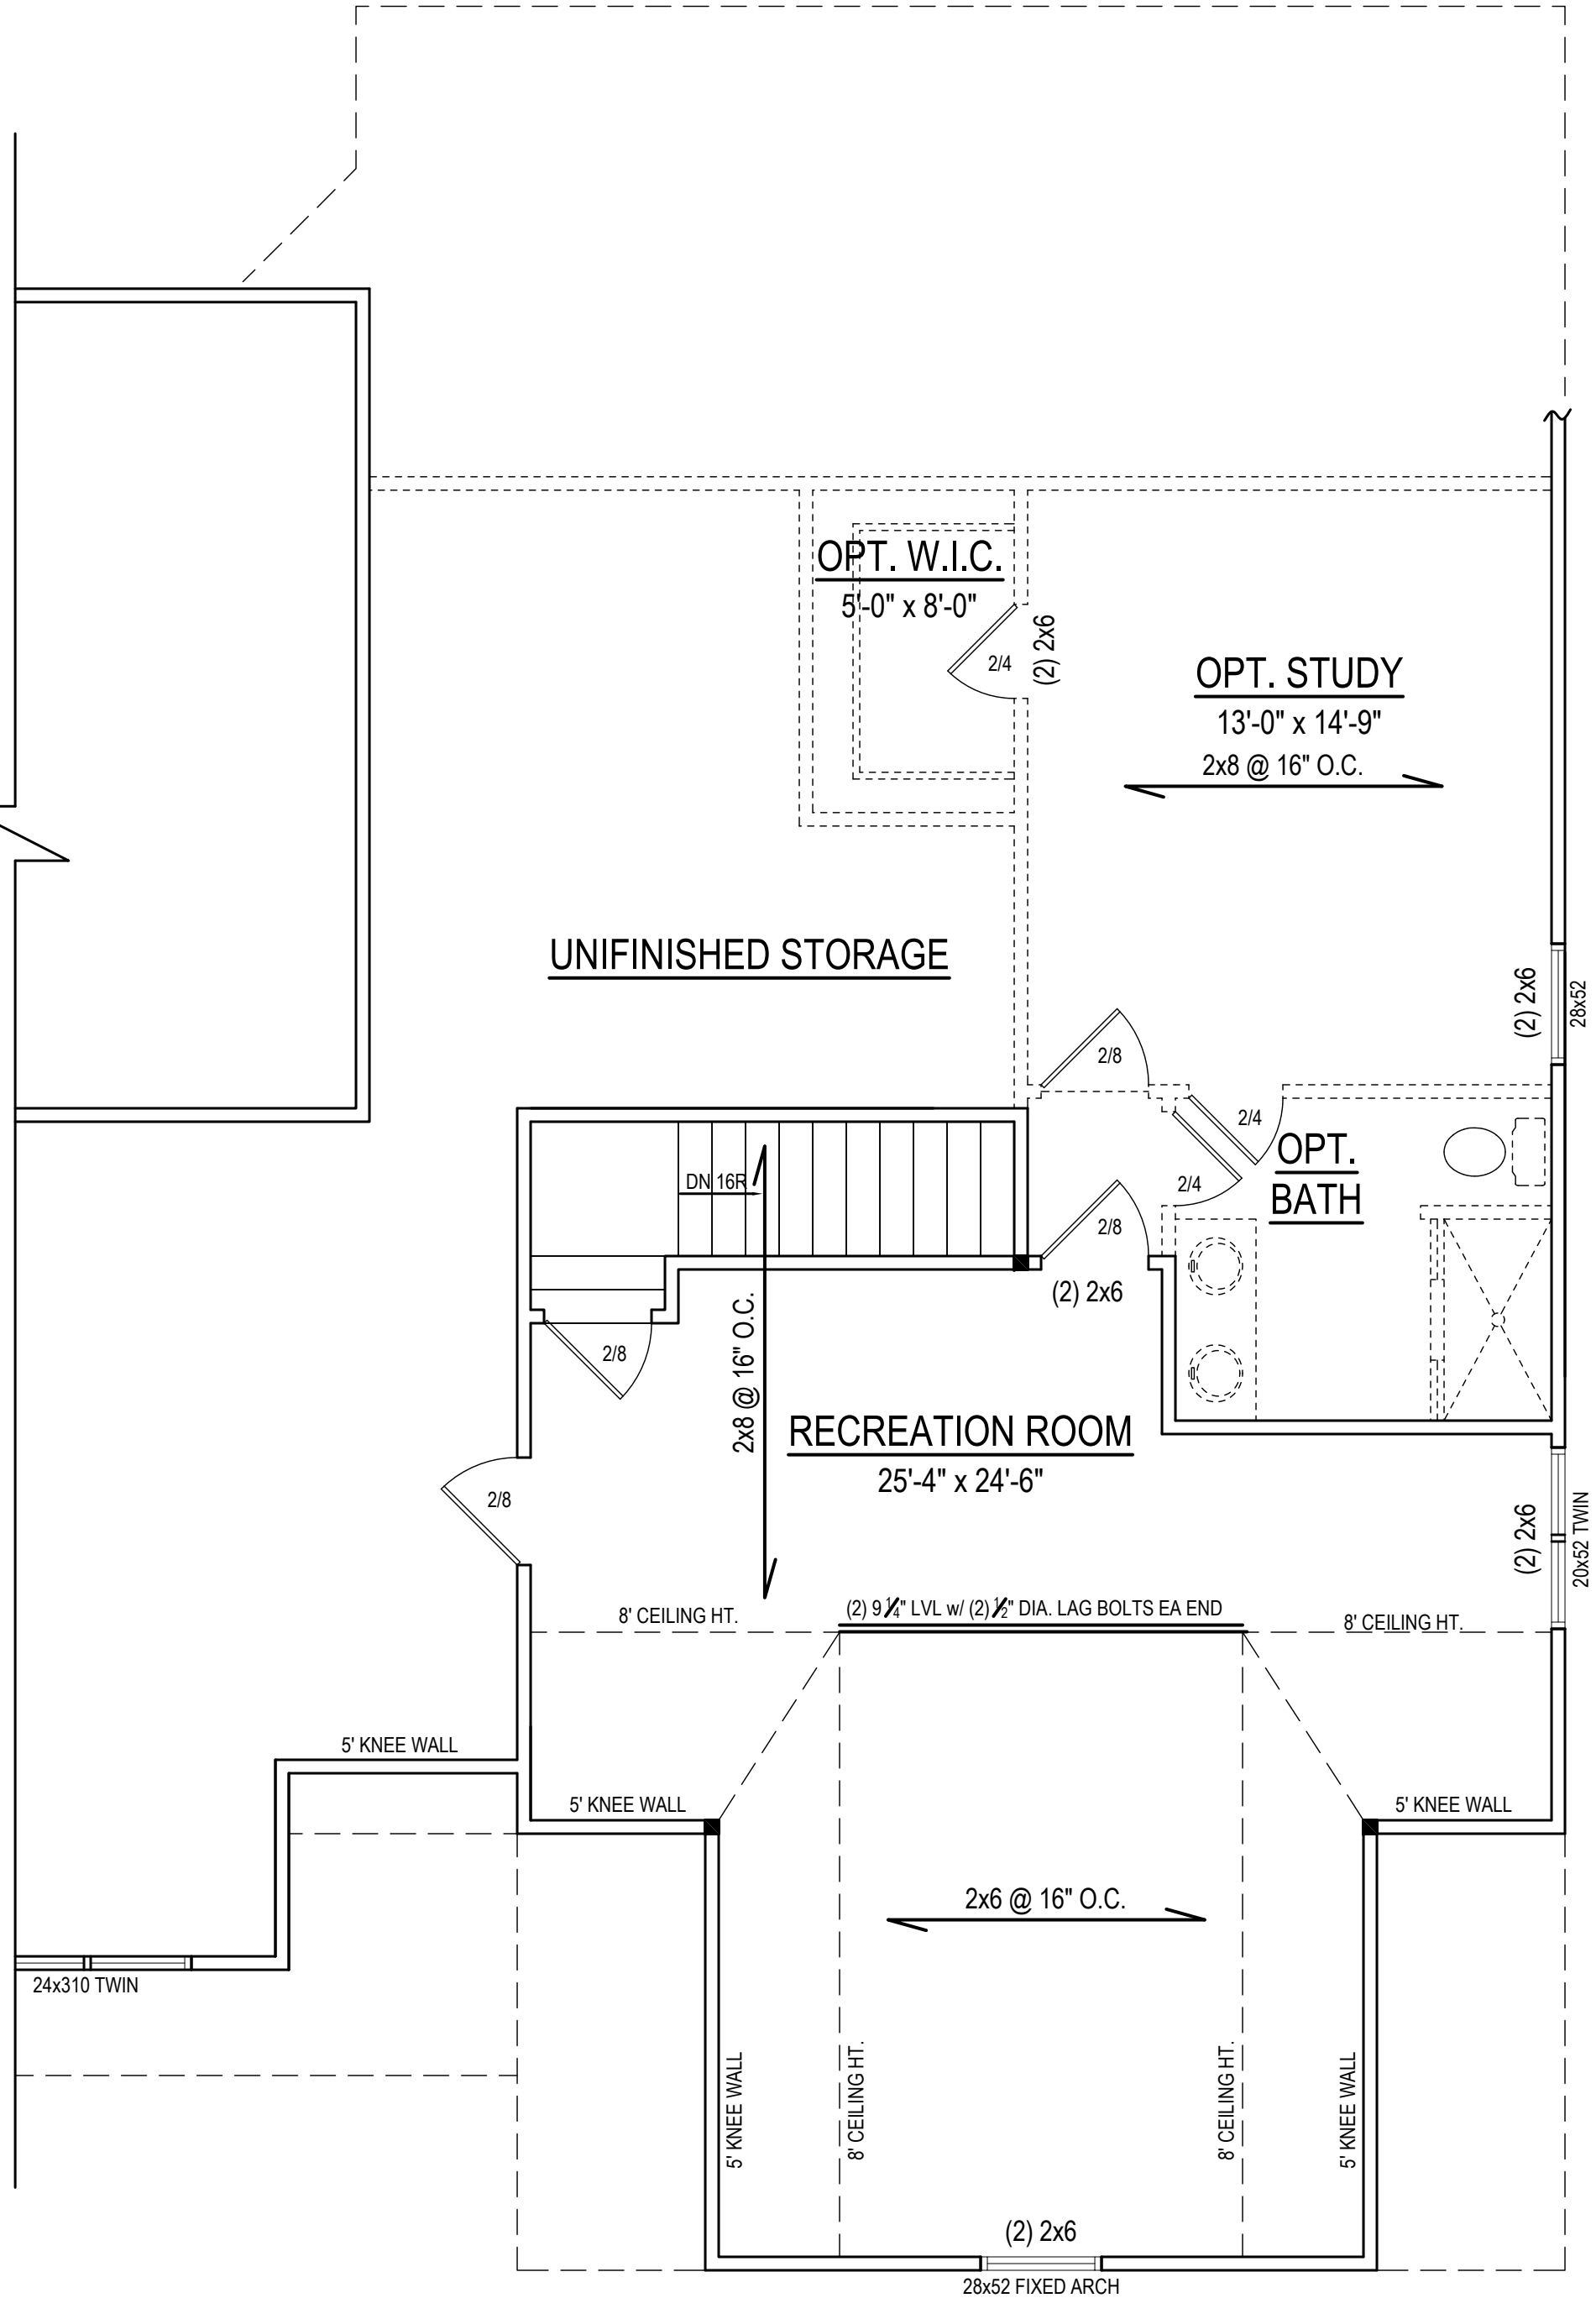 OPT. W.I.C.
5'-0" x 8'-0"
2/4
(2) 2x6
OPT. STUDY
13'-0" x 14'-9"
2x8 @ 16" O.C.
UNIFINISHED STORAGE
(2) 2x6
28x52
2/8
2/4
OPT.
BATH
DN 16R
2/4
2/8
(2) 2x6
2/8
2x8 @ 16" O.C.
RECREATION ROOM
25'-4" x 24'-6"
2/8
(2) 2x6
20x52 TWIN
8' CEILING HT.
(2) 9 1/4" LVL w/ (2) 1/2" DIA. LAG BOLTS EA END
8' CEILING HT.
5' KNEE WALL
5' KNEE WALL
5' KNEE WALL
2x6 @ 16" O.C.
24x310 TWIN
5' KNEE WALL
8' CEILING HT.
8' CEILING HT.
5' KNEE WALL
(2) 2x6
28x52 FIXED ARCH